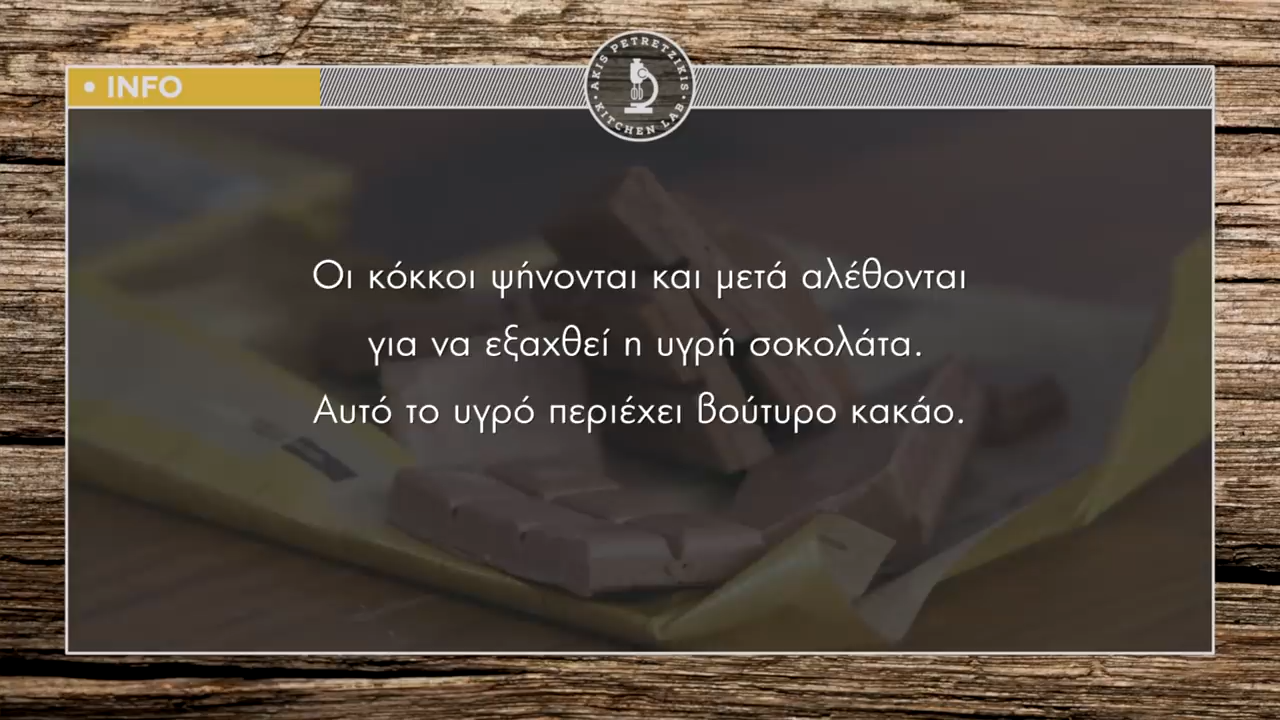 • INFO
AKIS PETRETZIKIS
• KITCHEN LAB •
Οι κόκκοι ψήνονται και μετά αλέθονται
για να εξαχθεί η υγρή σοκολάτα.
Αυτό το υγρό περιέχει βούτυρο κακάο.